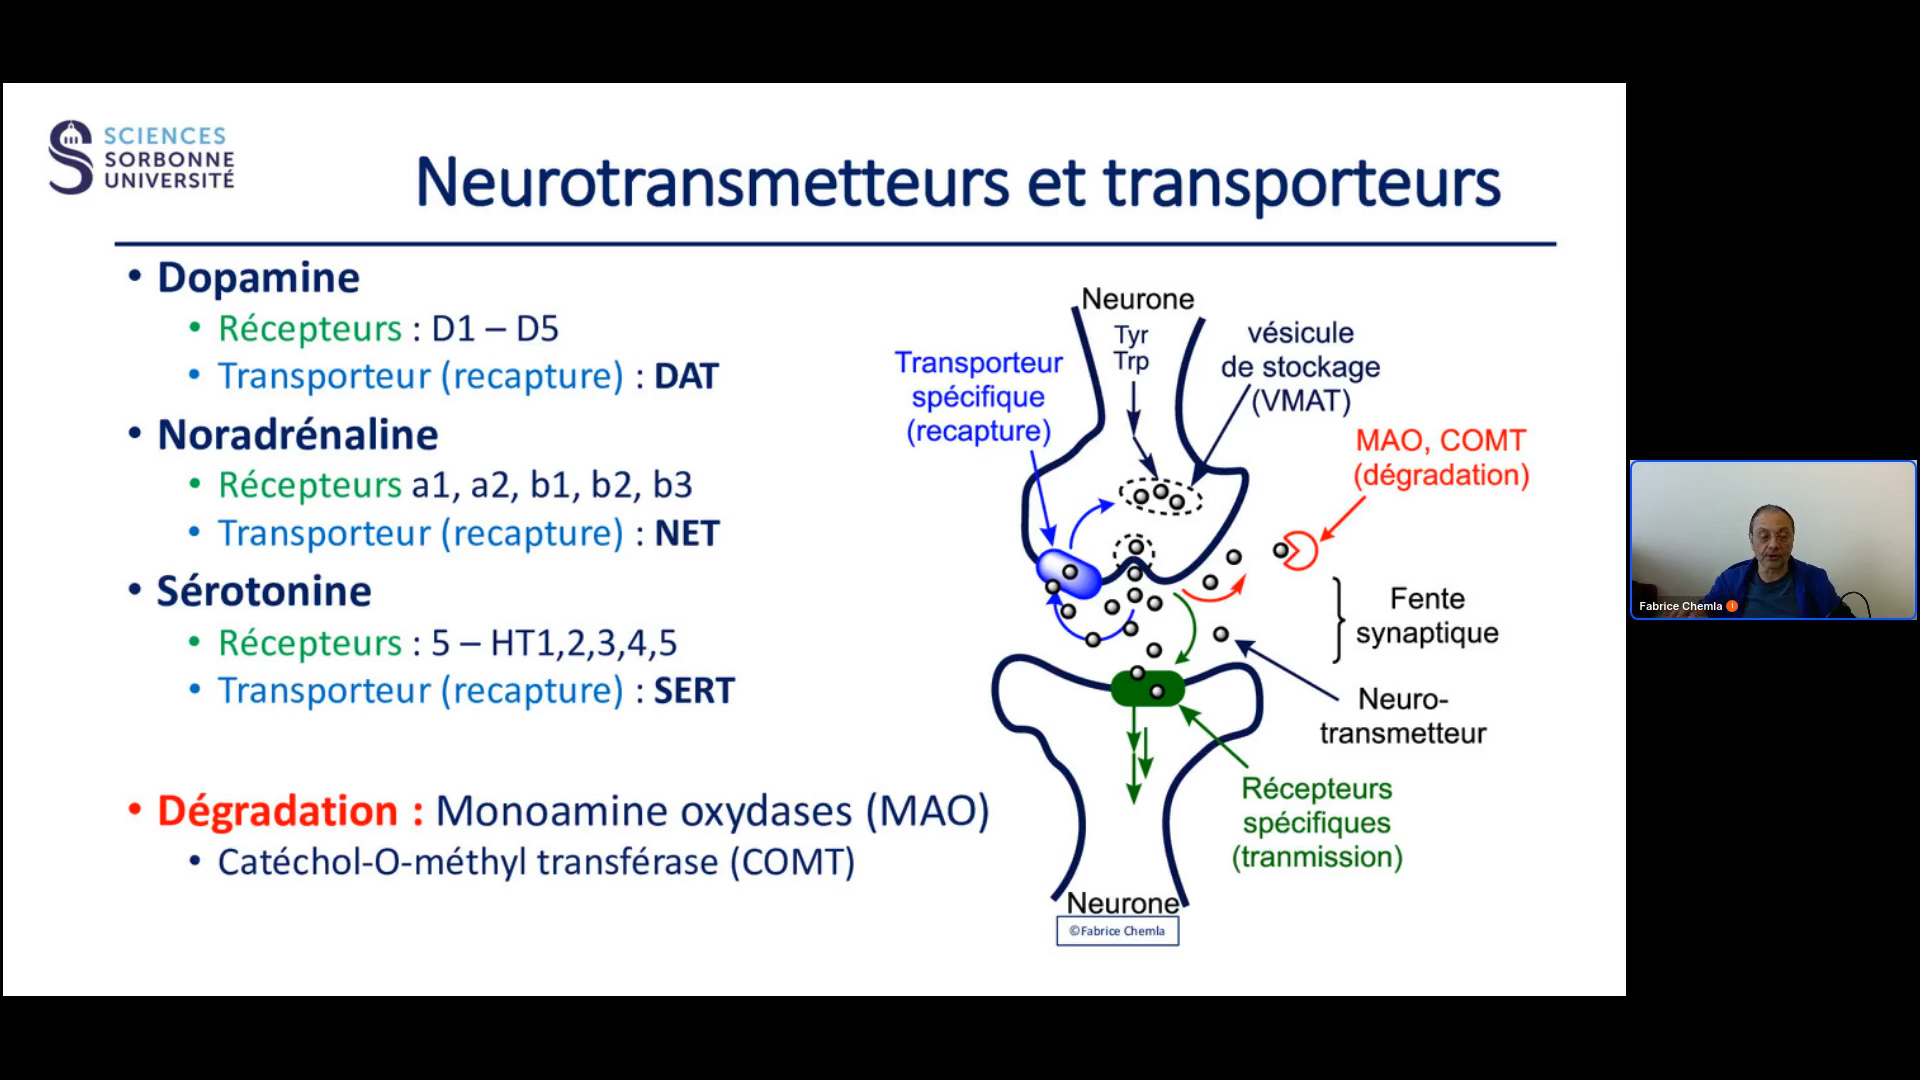 SCIENCES
SORBONNE
UNIVERSITÉ
Neurotransmetteurs et transporteurs
• Dopamine
• Récepteurs : D1 – D5
• Transporteur (recapture) : DAT
• Noradrénaline
• Récepteurs a1, a2, b1, b2, b3
• Transporteur (recapture) : NET
• Sérotonine
• Récepteurs : 5 – HT1,2,3,4,5
• Transporteur (recapture) : SERT
• Dégradation : Monoamine oxydases (MAO)
• Catéchol-O-méthyl transférase (COMT)
Neurone
Tyr
Trp
vésicule
de stockage
(VMAT)
Transporteur
spécifique
(recapture)
MAO, COMT
(dégradation)
Fente
synaptique
Neuro-
transmetteur
Récepteurs
spécifiques
(tranmission)
Neurone
©Fabrice Chemla
Fabrice Chemla